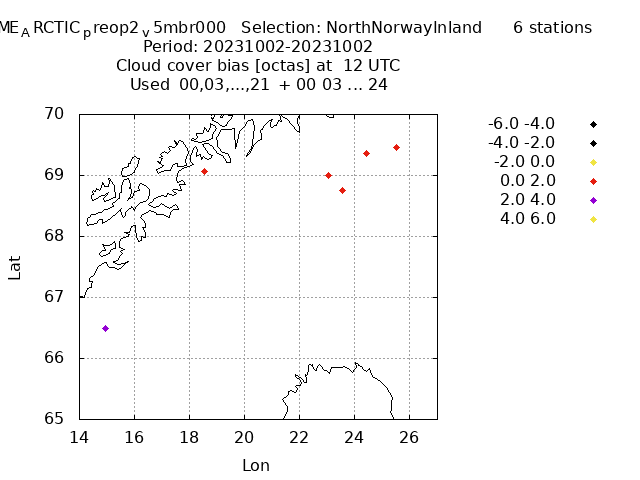 ME_ARCTIC_preop2_v5mbr000 Selection: NorthNorwayInland 6 stations
Period: 20231002-20231002
Cloud cover bias [octas] at 12 UTC
Used 00,03,...,21 + 00 03 ... 24
-6.0 -4.0
-4.0 -2.0
-2.0 0.0
0.0 2.0
2.0 4.0
4.0 6.0
70
69
68
67
66
65
Lat
14 16 18 20 22 24 26
Lon